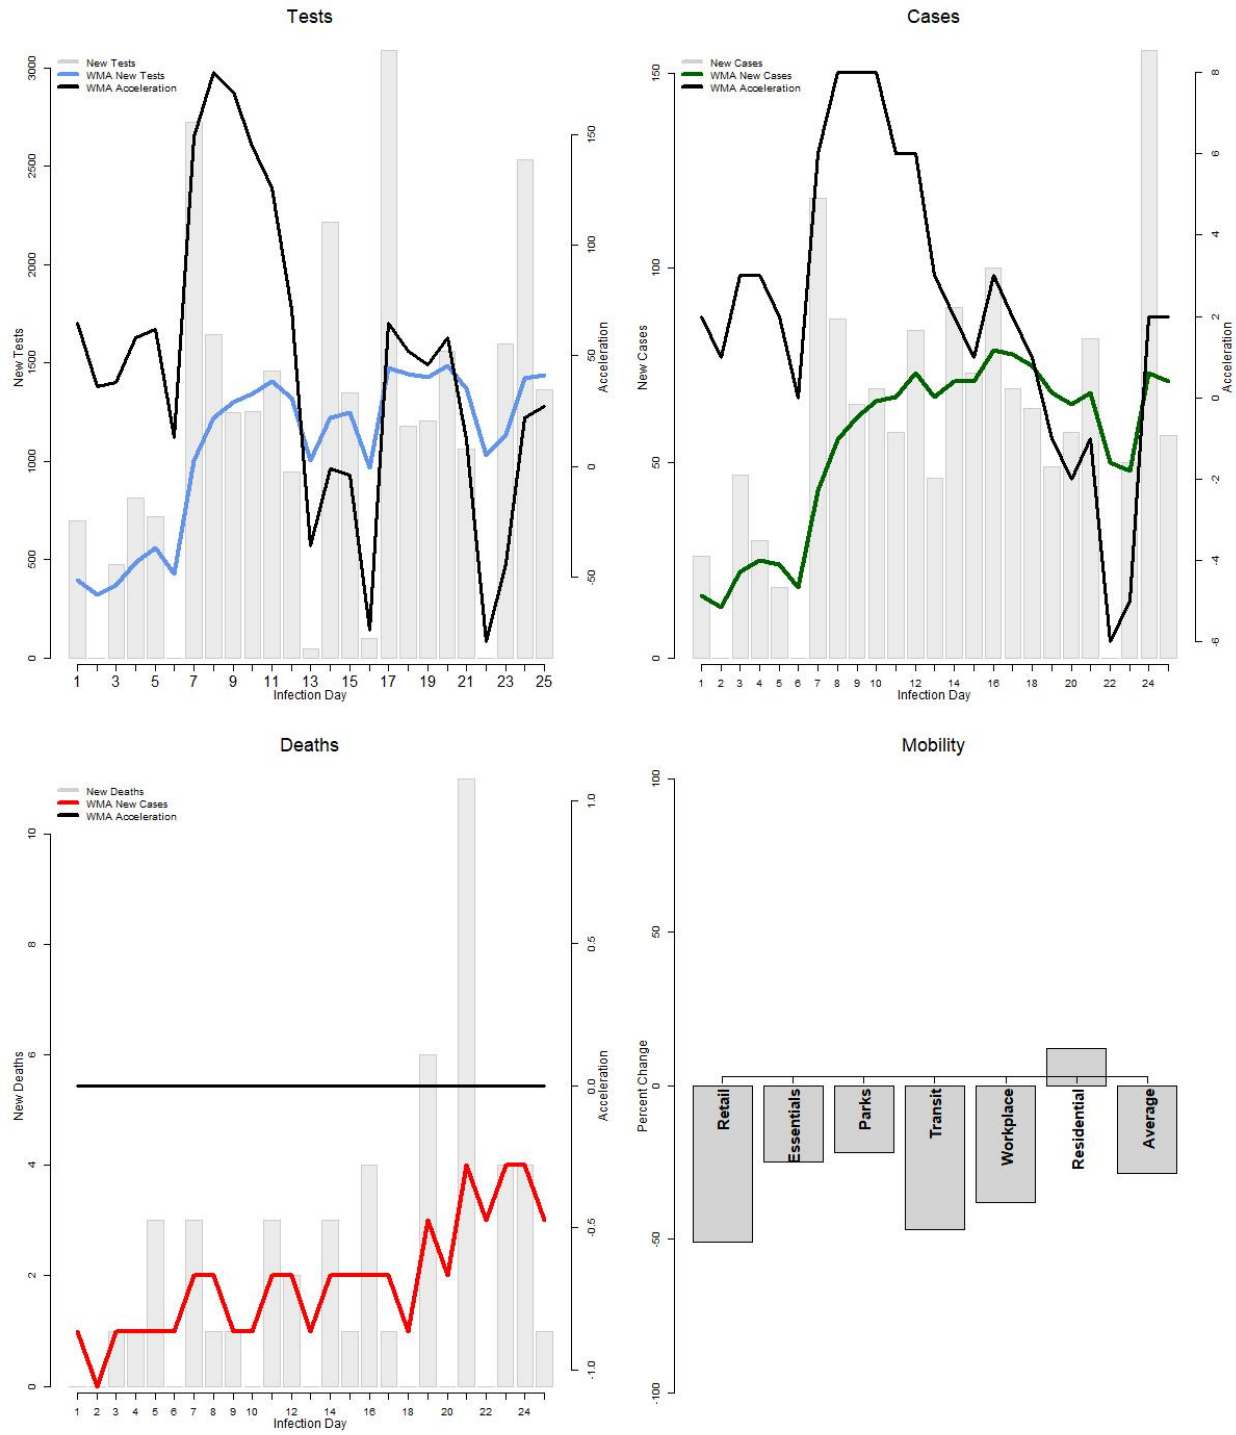 Tests
New Tests
WMA New Tests
WMA Acceleration
New Tests
0
500
1000
1500
2000
2500
3000
Acceleration
-50
0
50
100
150
1 3 5 7 9 11 13 15 17 19 21 23 25
Infection Day
Cases
New Cases
WMA New Cases
WMA Acceleration
New Cases
0
50
100
150
Acceleration
-6
-4
-2
0
2
4
6
8
1 2 3 4 5 6 7 8 9 10 12 14 16 18 20 22 24
Infection Day
Deaths
New Deaths
WMA New Cases
WMA Acceleration
New Deaths
0
2
4
6
8
10
Acceleration
-1.0
-0.5
0.0
0.5
1.0
1 2 3 4 5 6 7 8 9 10 12 14 16 18 20 22 24
Infection Day
Mobility
Percent Change
-100
-50
0
50
100
Retail
Essentials
Parks
Transit
Workplace
Residential
Average